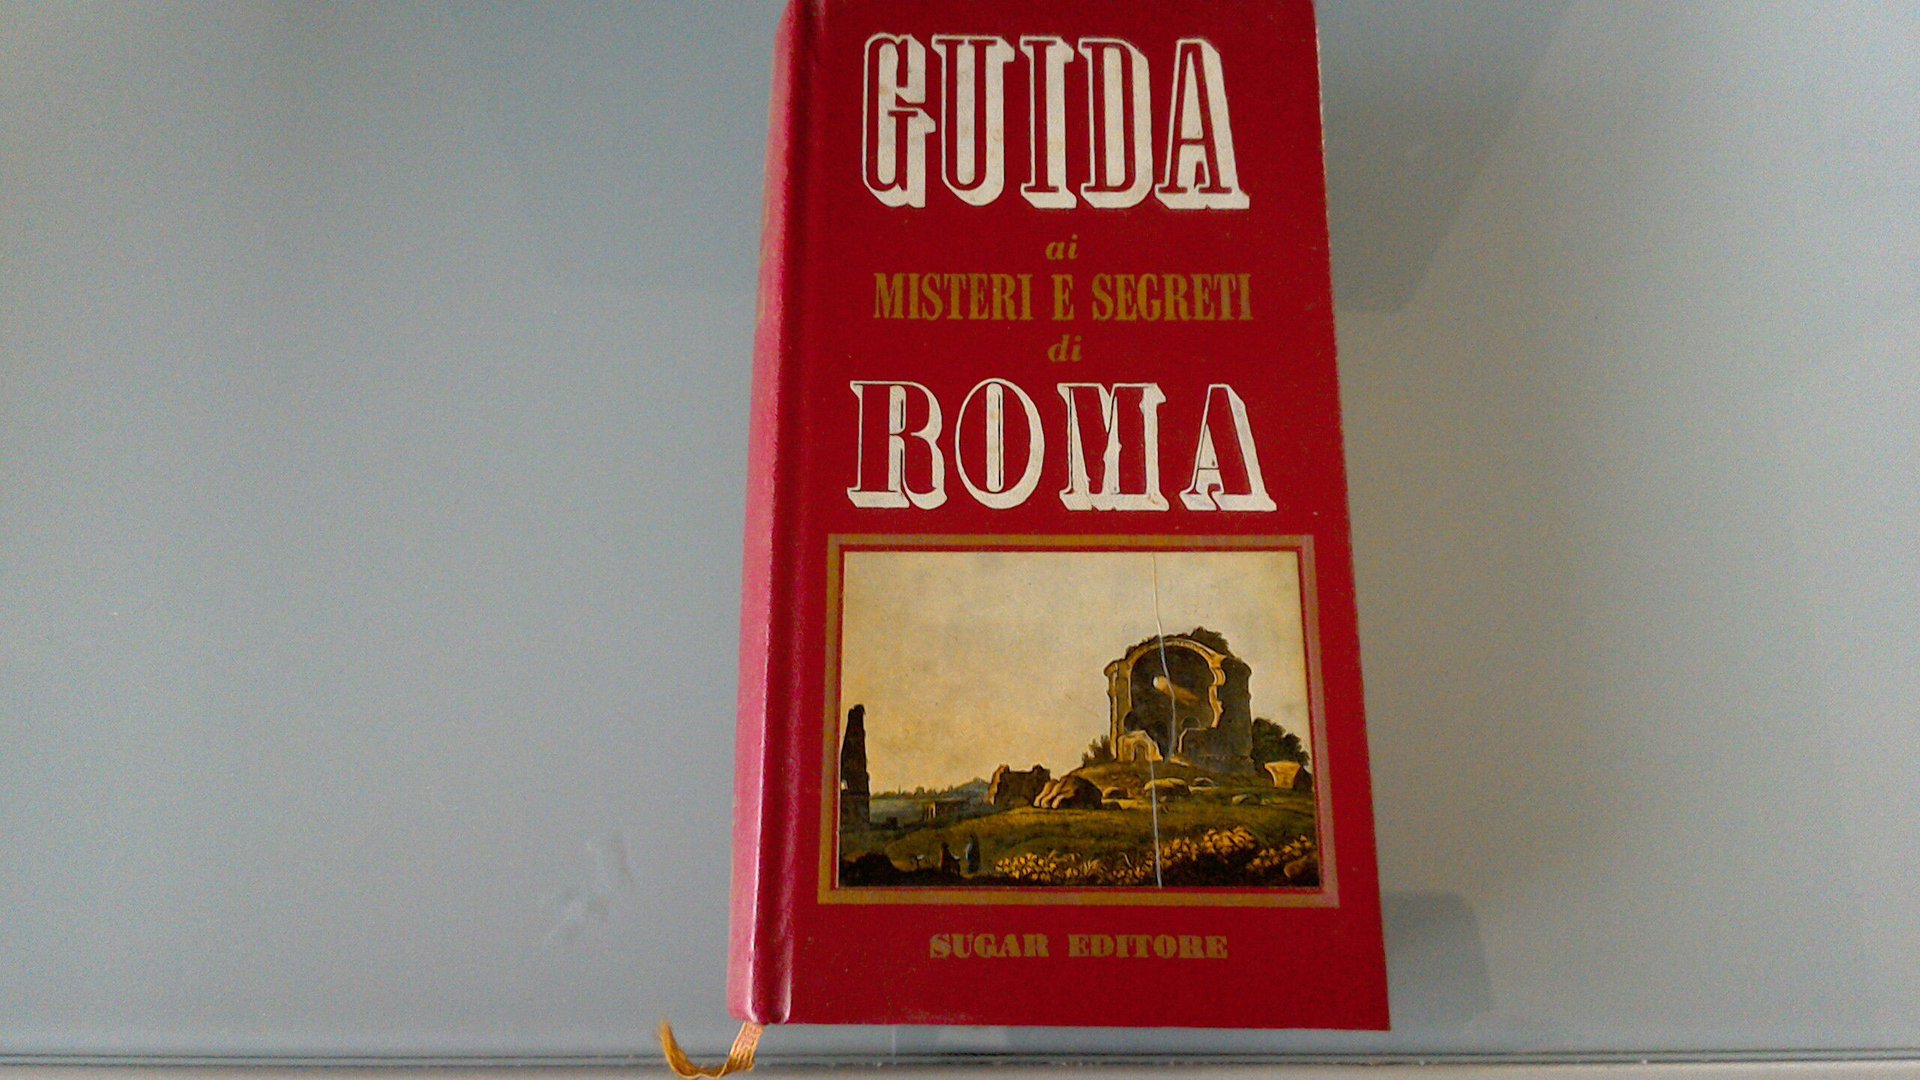 GUIDA
ai
MISTERI E SEGRETI
di
ROMA
SUGAR EDITORE